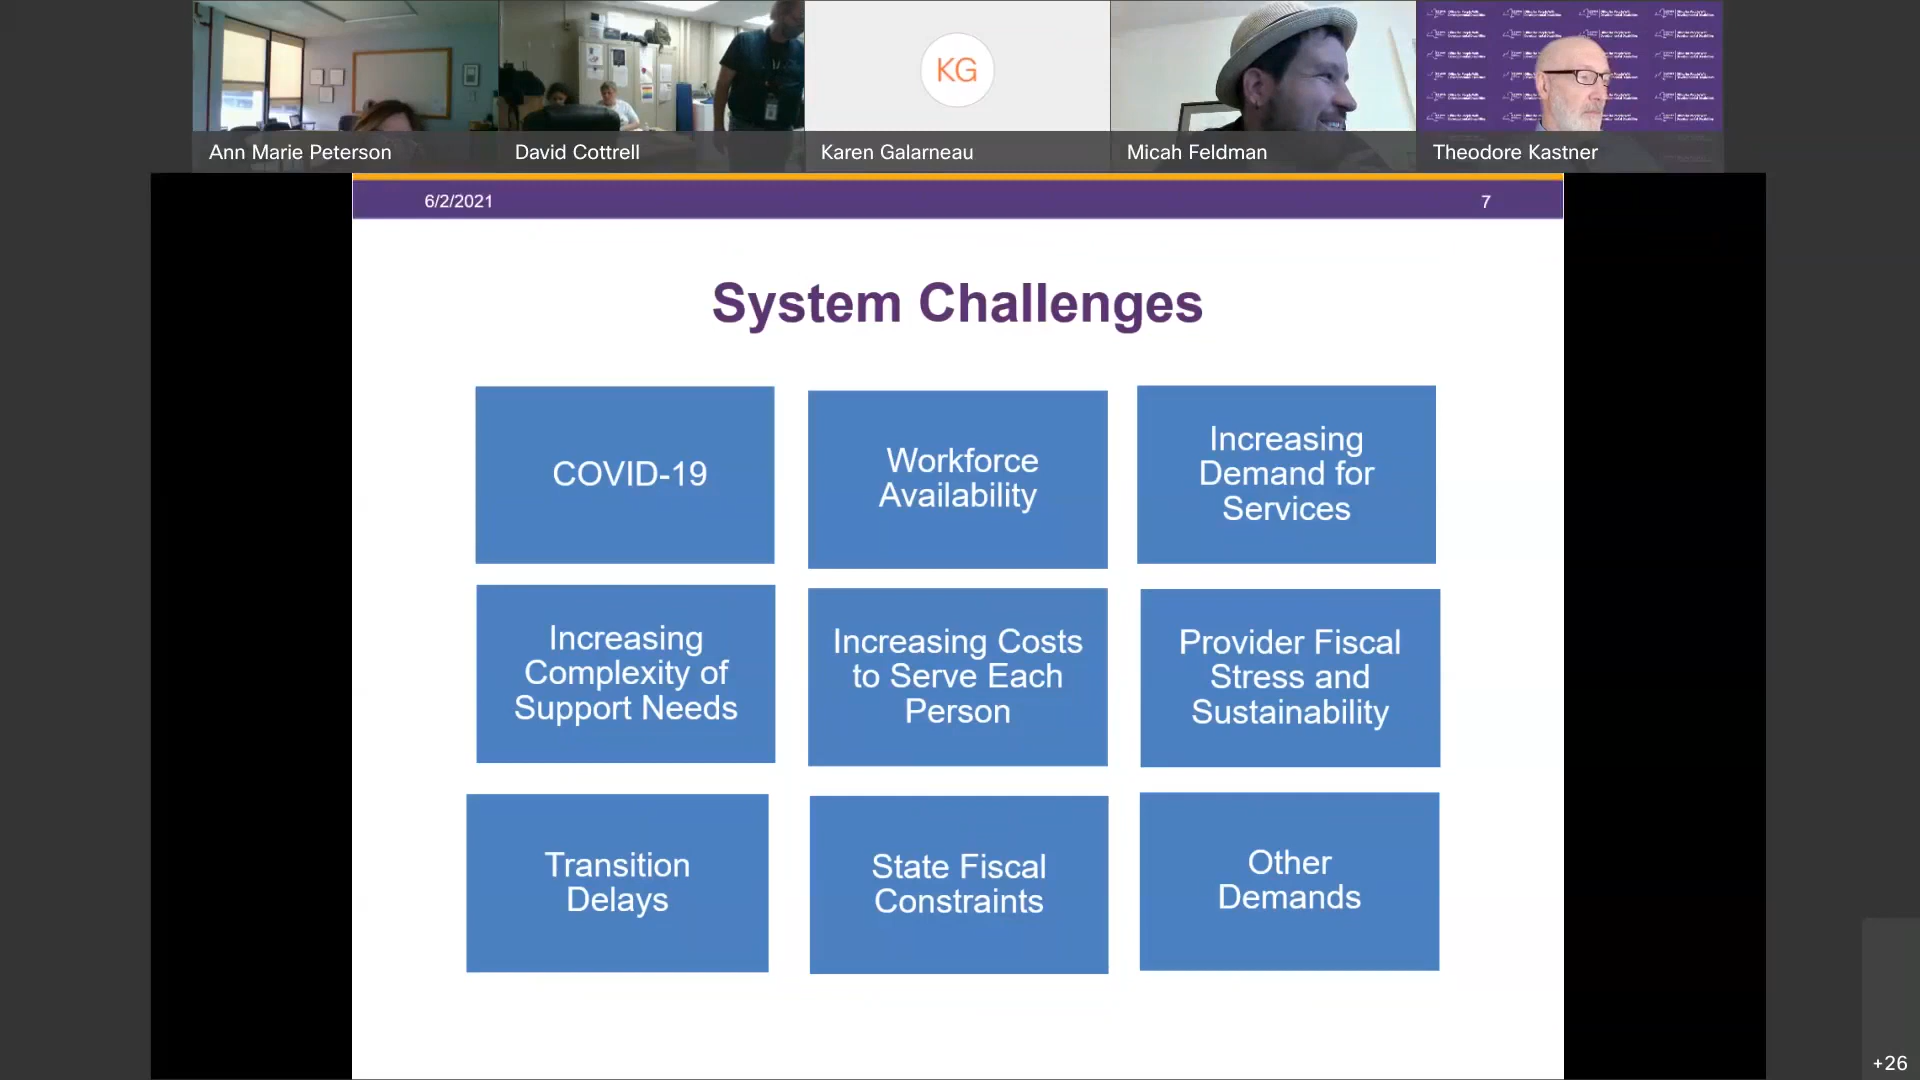 KG
Ann Marie Peterson
David Cottrell
Karen Galarneau
Micah Feldman
Theodore Kastner
6/2/2021
7
System Challenges
COVID-19
Workforce
Availability
Increasing
Demand for
Services
Increasing
Complexity of
Support Needs
Increasing Costs
to Serve Each
Person
Provider Fiscal
Stress and
Sustainability
Transition
Delays
State Fiscal
Constraints
Other
Demands
+26